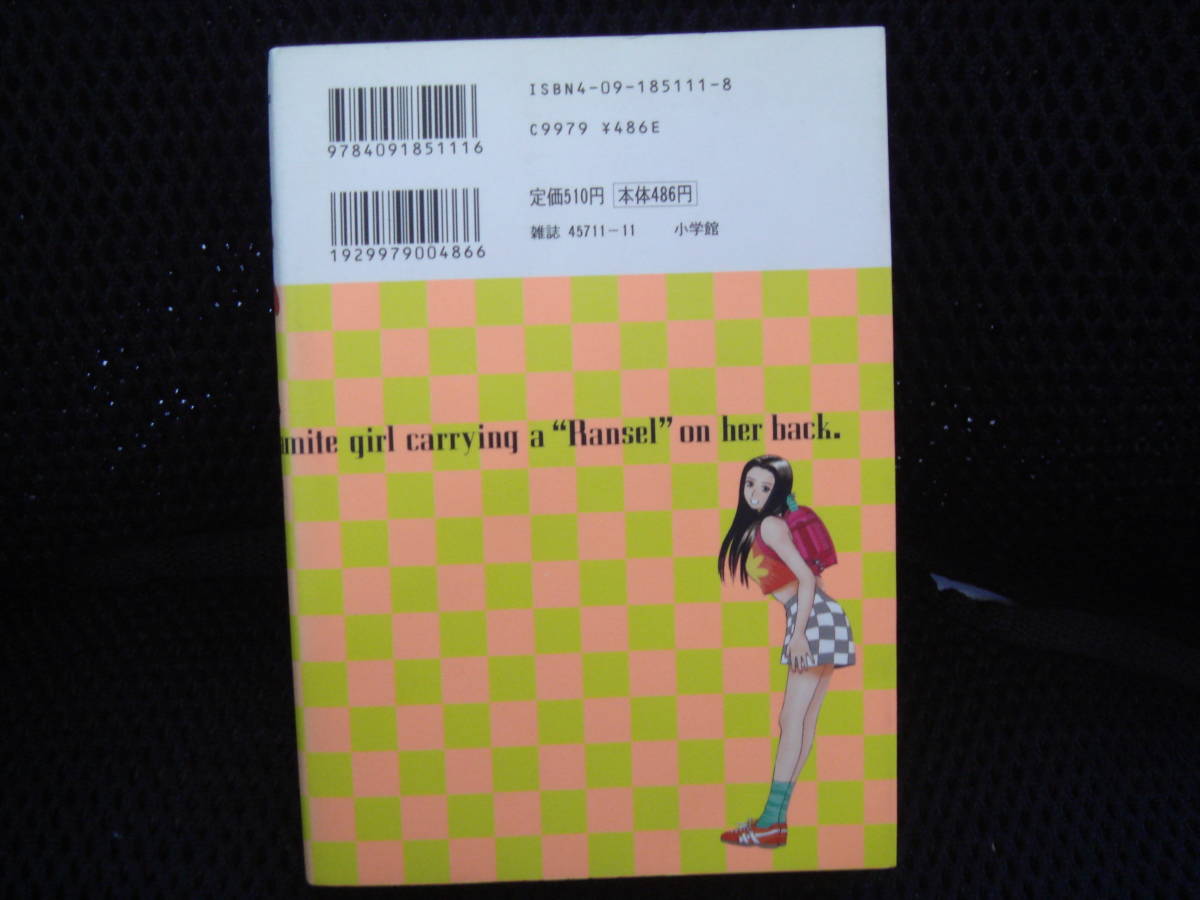 ISBN4-09-185111-8
C9979 ¥486E
9784091851116
定価510円 本体486円
雑誌 45711-11 小学館
1929979004866
mite girl carrying a “Ransel” on her back.